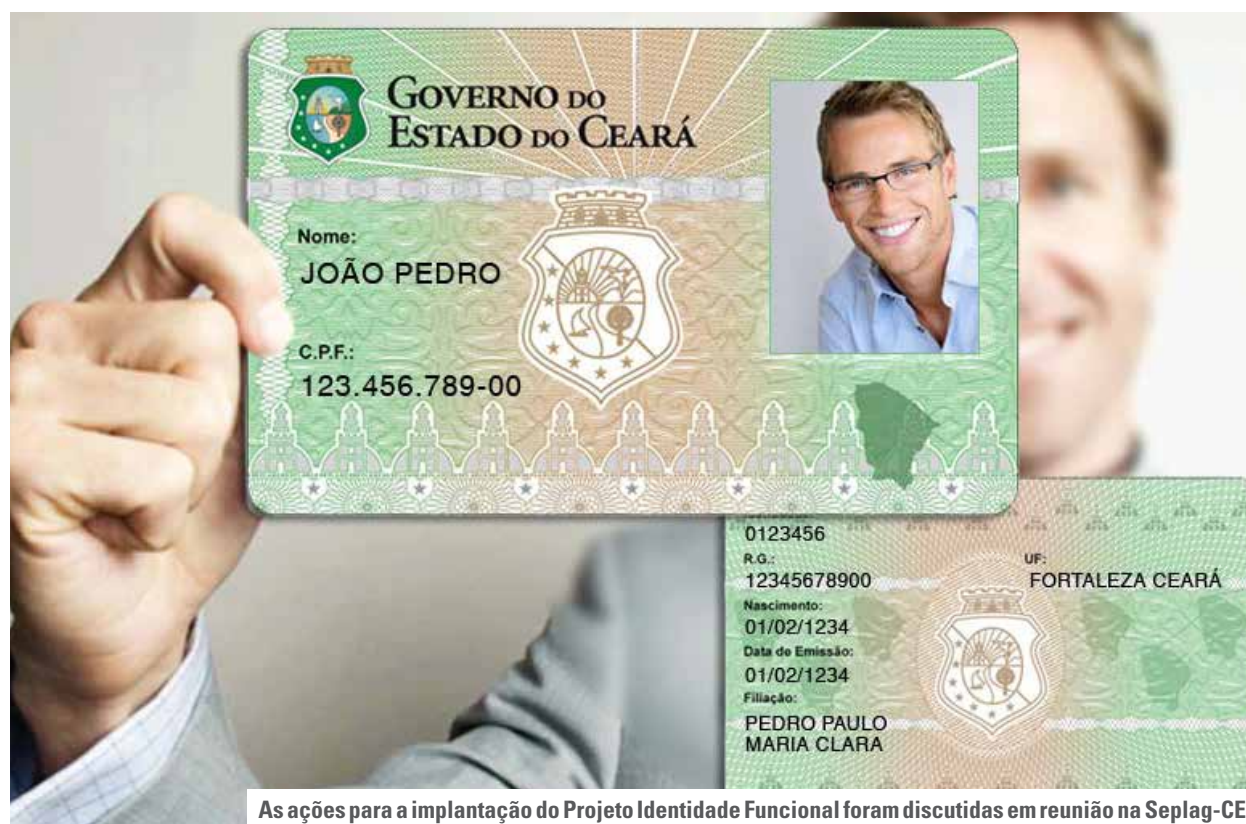 GOVERNO DO
ESTADO DO CEARÁ
Nome:
JOÃO PEDRO
C.P.F.:
123.456.789-00
0123456
R.G.:
12345678900
UF:
FORTALEZA CEARÁ
Nascimento:
01/02/1234
Data de Emissão:
01/02/1234
Filiação:
PEDRO PAULO
MARIA CLARA
As ações para a implantação do Projeto Identidade Funcional foram discutidas em reunião na Seplag-CE